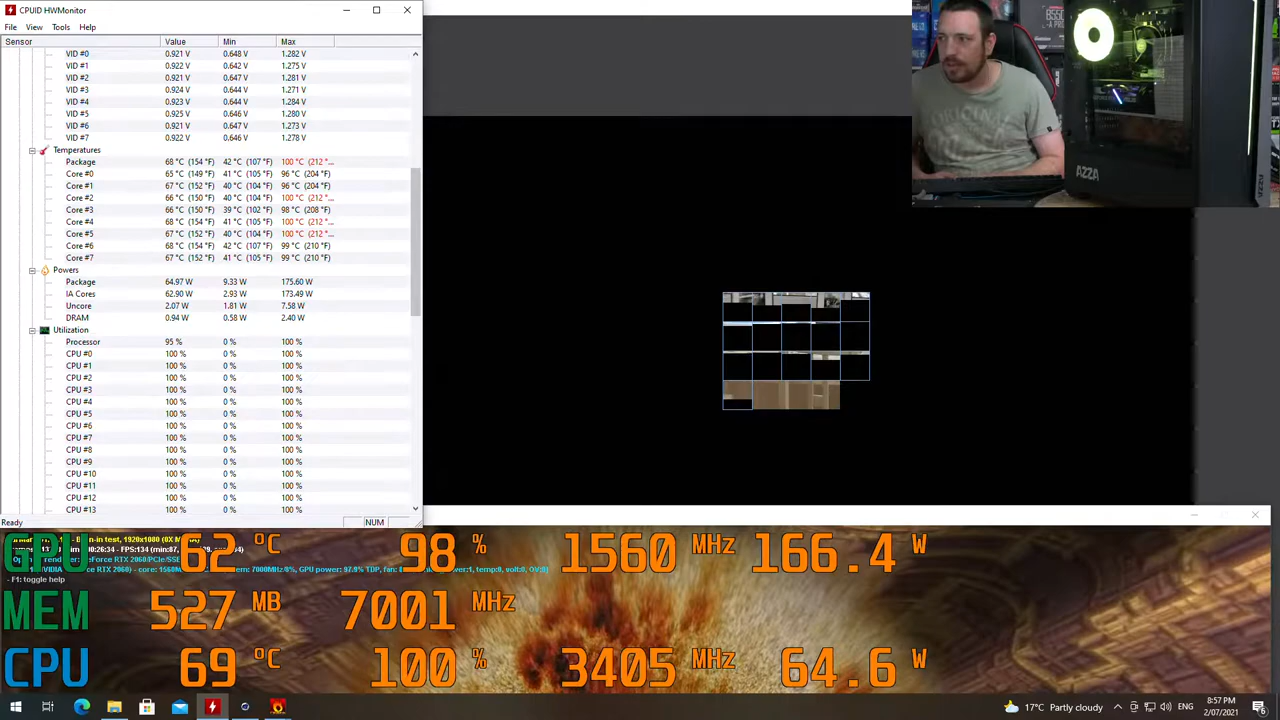 CPUID HWMonitor
File View Tools Help
Sensor Value Min Max
VID #0 0.921 V 0.648 V 1.282 V
VID #1 0.922 V 0.642 V 1.275 V
VID #2 0.921 V 0.648 V 1.281 V
VID #3 0.924 V 0.644 V 1.271 V
VID #4 0.923 V 0.644 V 1.284 V
VID #5 0.925 V 0.646 V 1.280 V
VID #6 0.921 V 0.647 V 1.273 V
VID #7 0.922 V 0.646 V 1.278 V
Temperatures
Package 68 °C (154 °F) 42 °C (107 °F) 100 °C (212 °...
Core #0 65 °C (149 °F) 41 °C (105 °F) 96 °C (204 °F)
Core #1 67 °C (152 °F) 40 °C (104 °F) 96 °C (204 °F)
Core #2 66 °C (150 °F) 40 °C (104 °F) 100 °C (212 °...
Core #3 66 °C (150 °F) 39 °C (102 °F) 98 °C (208 °F)
Core #4 68 °C (154 °F) 41 °C (105 °F) 100 °C (212 °...
Core #5 67 °C (152 °F) 40 °C (104 °F) 100 °C (212 °...
Core #6 68 °C (154 °F) 42 °C (107 °F) 99 °C (210 °F)
Core #7 67 °C (152 °F) 41 °C (105 °F) 99 °C (210 °F)
Powers
Package 64.97 W 9.33 W 175.60 W
IA Cores 62.90 W 2.93 W 173.49 W
Uncore 2.07 W 1.81 W 7.58 W
DRAM 0.94 W 0.58 W 2.40 W
Utilization
Processor 95 % 0 % 100 %
CPU #0 100 % 0 % 100 %
CPU #1 100 % 0 % 100 %
CPU #2 100 % 0 % 100 %
CPU #3 100 % 0 % 100 %
CPU #4 100 % 0 % 100 %
CPU #5 100 % 0 % 100 %
CPU #6 100 % 0 % 100 %
CPU #7 100 % 0 % 100 %
CPU #8 100 % 0 % 100 %
CPU #9 100 % 0 % 100 %
CPU #10 100 % 0 % 100 %
CPU #11 100 % 0 % 100 %
CPU #12 100 % 0 % 100 %
CPU #13 100 % 0 % 100 %
Ready NUM
AZZA
Burn-in test, 1920x1080
FPS:134 (min:87,
GPU 62 °C 98 % 1560 MHz 166.4 W
- F1: toggle help
MEM 527 MB 7001 MHz
CPU 69 °C 100 % 3405 MHz 64.6 W
17°C Partly cloudy ENG 8:57 PM
2/07/2021